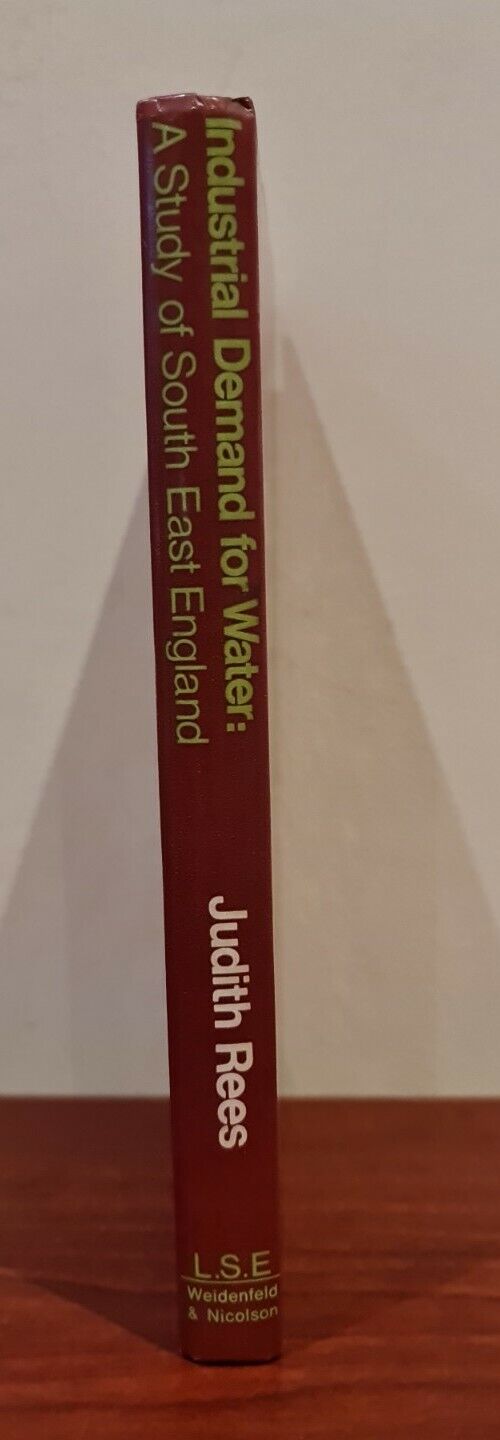 Industrial Demand for Water:
A Study of South East England
Judith Rees
L.S.E
Weidenfeld
& Nicolson